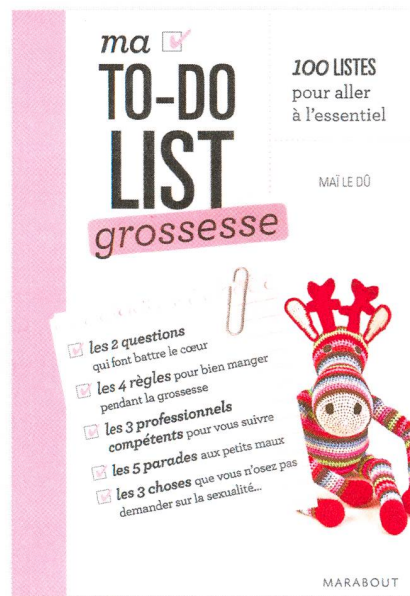 ma
TO-DO
LIST
grossesse
100 LISTES
pour aller
à l'essentiel
MAÏ LE DÛ
les 2 questions
qui font battre le cœur
les 4 règles pour bien manger
pendant la grossesse
les 3 professionnels
compétents pour vous suivre
les 5 parades aux petits maux
les 3 choses que vous n'osez pas
demander sur la sexualité...
MARABOUT